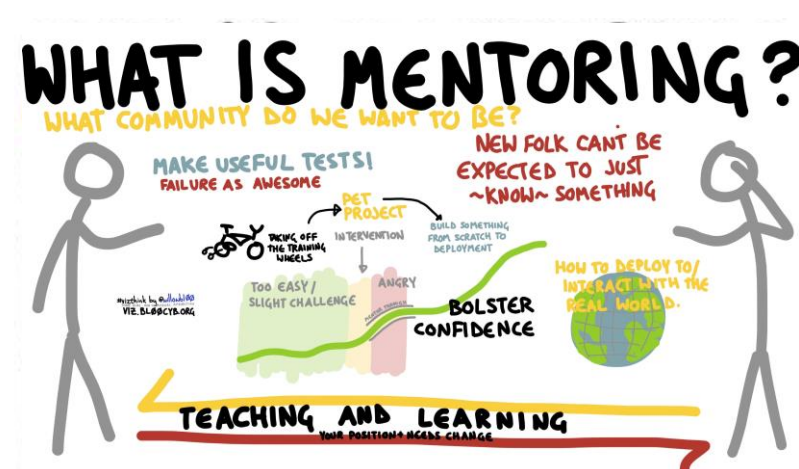 WHAT IS MENTORING?
WHAT COMMUNITY DO WE WANT TO BE?
MAKE USEFUL TESTS!
FAILURE AS AWESOME
NEW FOLK CAN'T BE
EXPECTED TO JUST
~KNOW~ SOMETHING
TAKING OFF
THE TRAINING
WHEELS
PET
PROJECT
BUILD SOMETHING
FROM SCRATCH TO
DEPLOYMENT
INTERVENTION
TOO EASY/
SLIGHT CHALLENGE
ANGRY
BOLSTER
CONFIDENCE
HOW TO DEPLOY TO/
INTERACT WITH THE
REAL WORLD.
#vizthink by
VIZ_BLØØCYB.ORG
TEACHING AND LEARNING
YOUR POSITION + NEEDS CHANGE